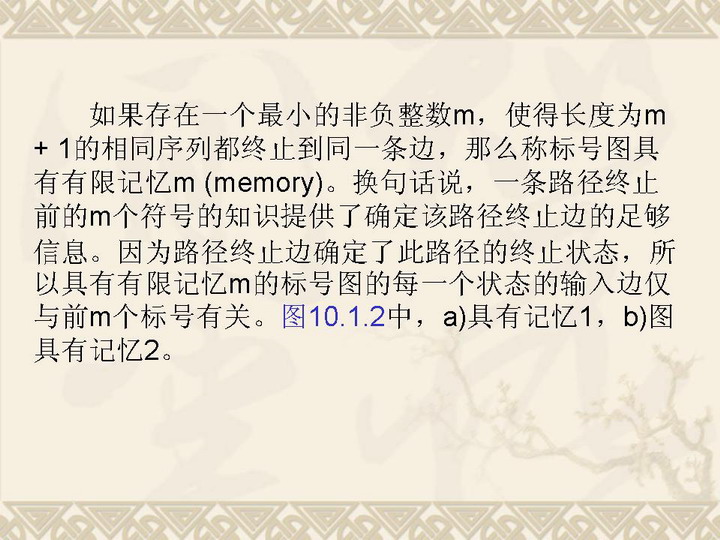 如果存在一个最小的非负整数m，使得长度为m
+ 1的相同序列都终止到同一条边，那么称标号图具
有有限记忆m (memory)。换句话说，一条路径终止
前的m个符号的知识提供了确定该路径终止边的足够
信息。因为路径终止边确定了此路径的终止状态，所
以具有有限记忆m的标号图的每一个状态的输入边仅
与前m个标号有关。图10.1.2中，a)具有记忆1，b)图
具有记忆2。